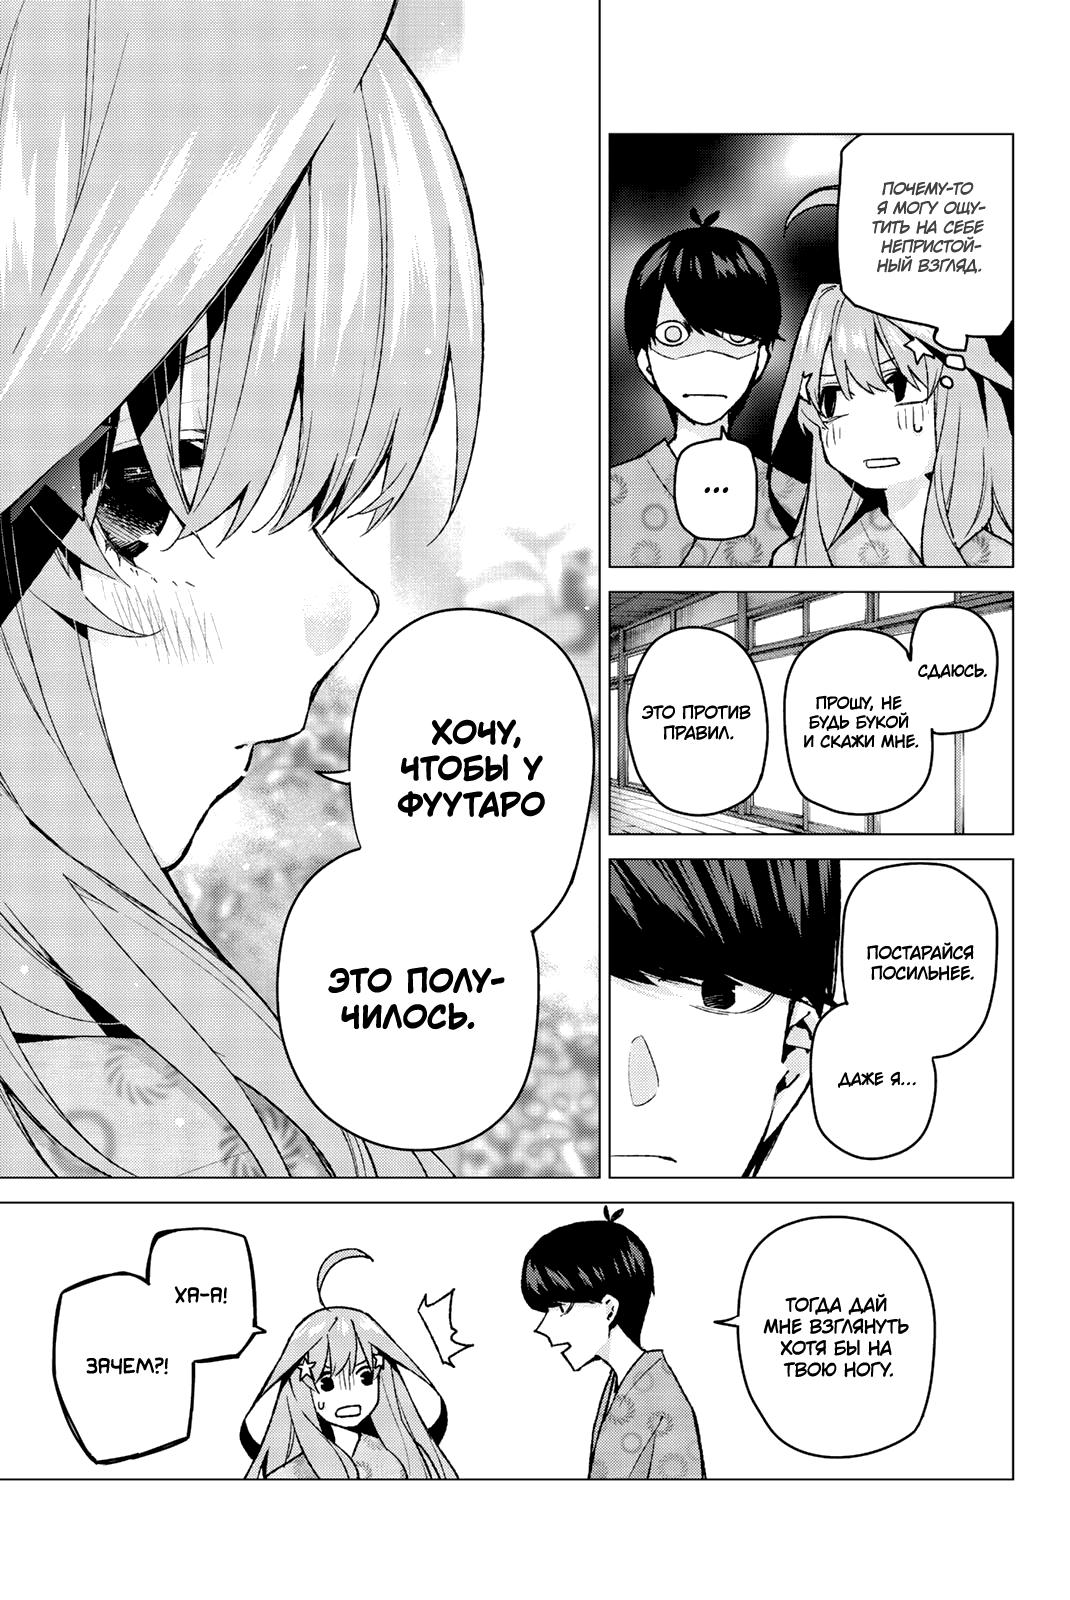 ПОЧЕМУ-ТО
Я МОГУ ОЩУ-
ТИТЬ НА СЕБЕ
НЕПРИСТОЙ-
НЫЙ ВЗГЛЯД.
...
СДАЮСЬ.
ПРОШУ, НЕ
БУДЬ БУКОЙ
И СКАЖИ МНЕ.
ЭТО ПРОТИВ
ПРАВИЛ.
ПОСТАРАЙСЯ
ПОСИЛЬНЕЕ.
ДАЖЕ Я...
ХОЧУ,
ЧТОБЫ У
ФУУТАРО
ЭТО ПОЛУ-
ЧИЛОСЬ.
ТОГДА ДАЙ
МНЕ ВЗГЛЯНУТЬ
ХОТЯ БЫ НА
ТВОЮ НОГУ.
ХА-А!
ЗАЧЕМ?!